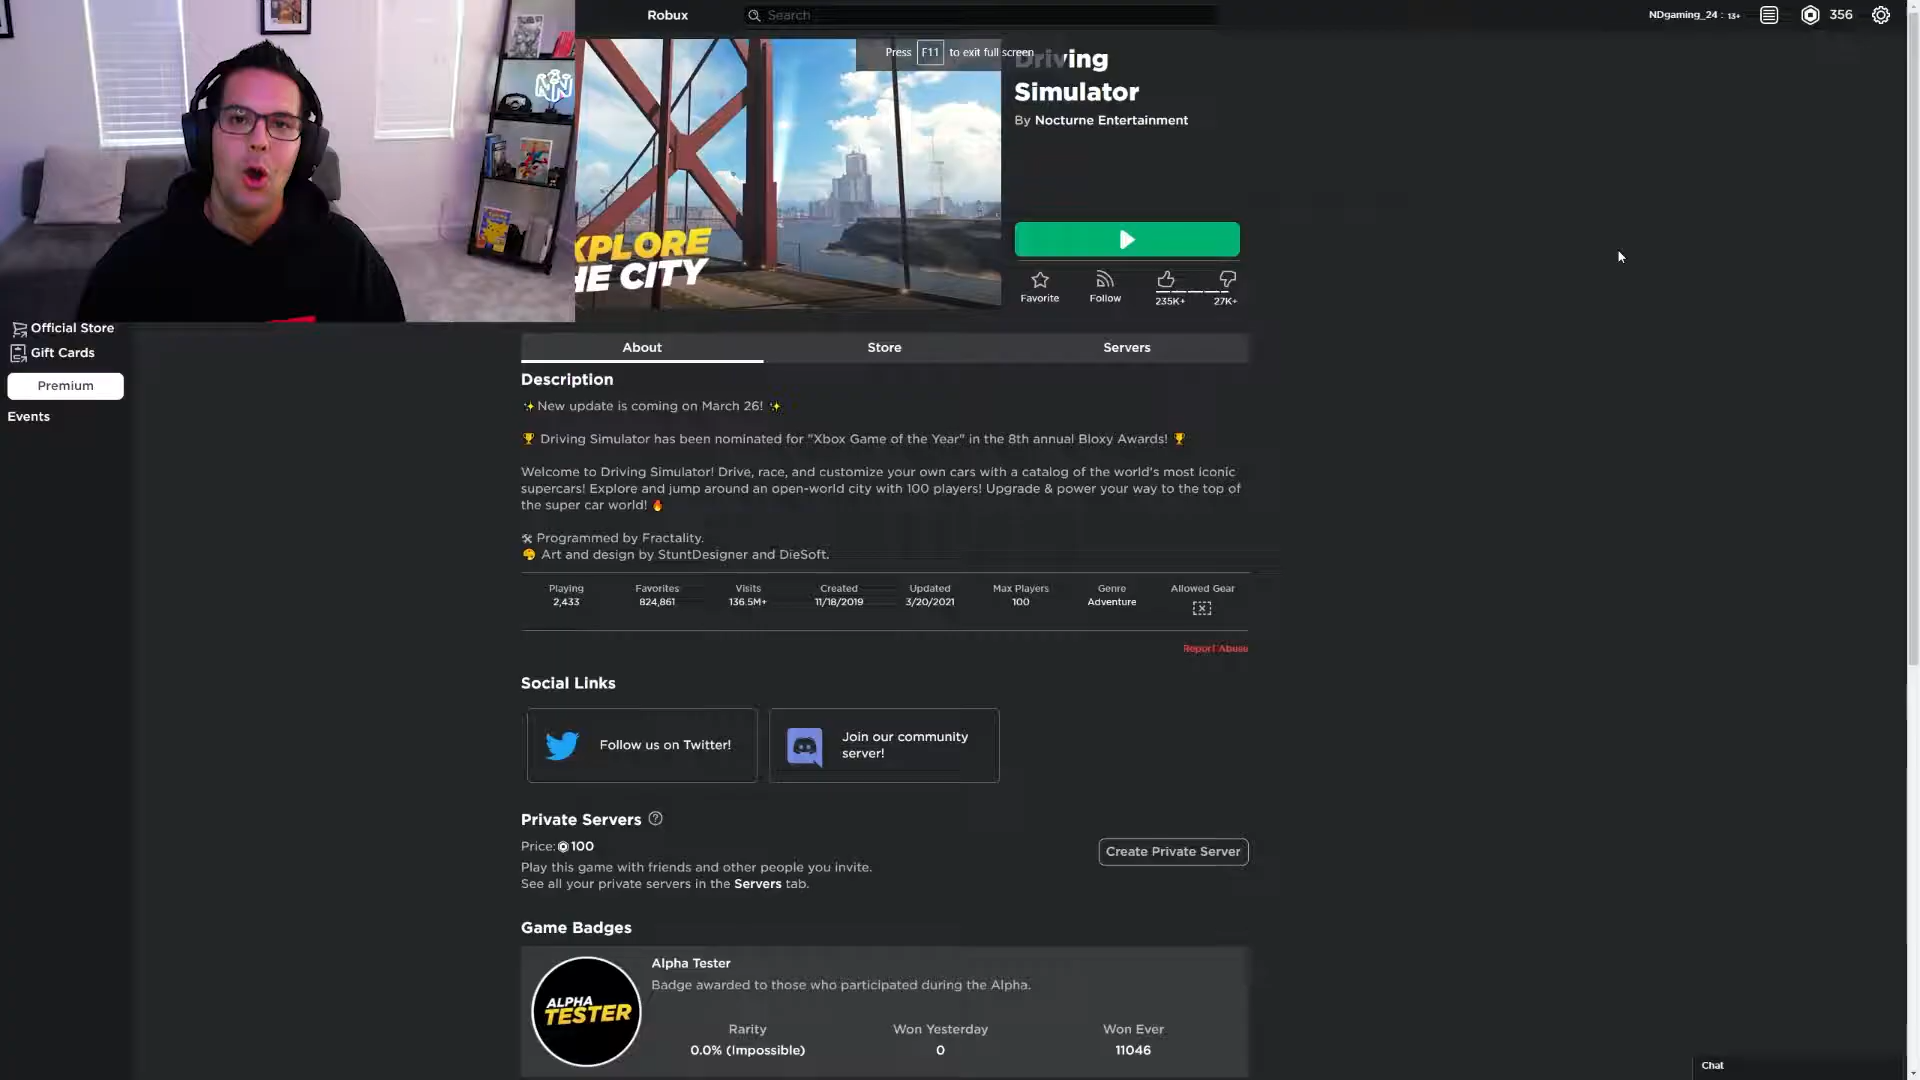 Robux
Search
NDgaming_24 : 13+
356
Press F11 to exit full screen
Driving
Simulator
By Nocturne Entertainment
XPLORE
HE CITY
Favorite
Follow
235K+
27K+
Official Store
Gift Cards
Premium
Events
About
Store
Servers
Description
✨New update is coming on March 26! ✨
🏆 Driving Simulator has been nominated for "Xbox Game of the Year" in the 8th annual Bloxy Awards! 🏆
Welcome to Driving Simulator! Drive, race, and customize your own cars with a catalog of the world's most iconic
supercars! Explore and jump around an open-world city with 100 players! Upgrade & power your way to the top of
the super car world! 🔥
🛠 Programmed by Fractality.
🎨 Art and design by StuntDesigner and DieSoft.
Playing Favorites Visits Created Updated Max Players Genre Allowed Gear
2,433 824,861 136.5M+ 11/18/2019 3/20/2021 100 Adventure
Report Abuse
Social Links
Follow us on Twitter!
Join our community
server!
Private Servers
Price: 100
Create Private Server
Play this game with friends and other people you invite.
See all your private servers in the Servers tab.
Game Badges
Alpha Tester
Badge awarded to those who participated during the Alpha.
ALPHA
TESTER
Rarity Won Yesterday Won Ever
0.0% (Impossible) 0 11046
Chat